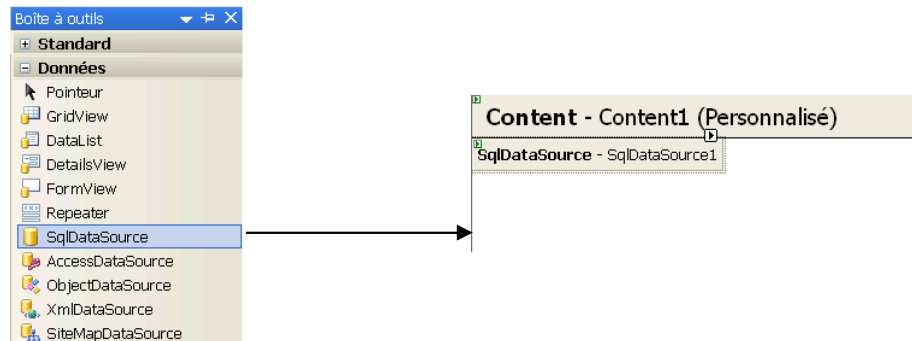 Boîte à outils
Standard
Données
Pointeur
GridView
DataList
DetailsView
FormView
Repeater
SqlDataSource
AccessDataSource
ObjectDataSource
XmlDataSource
SiteMapDataSource
Content - Content1 (Personnalisé)
SqlDataSource - SqlDataSource1